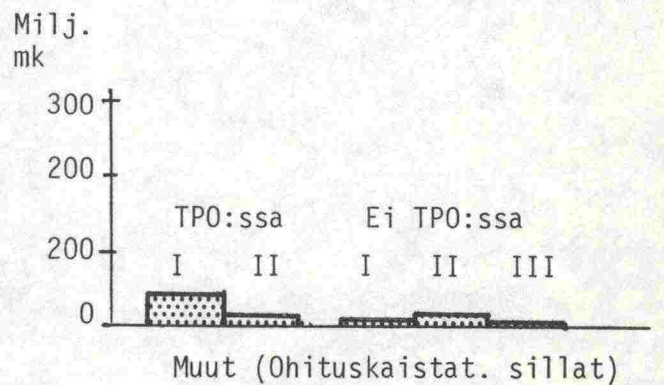 Milj.
mk
300
200
TPO:ssa Ei TPO:ssa
200
I II I II III
0
Muut (Ohituskaistat. sillat)